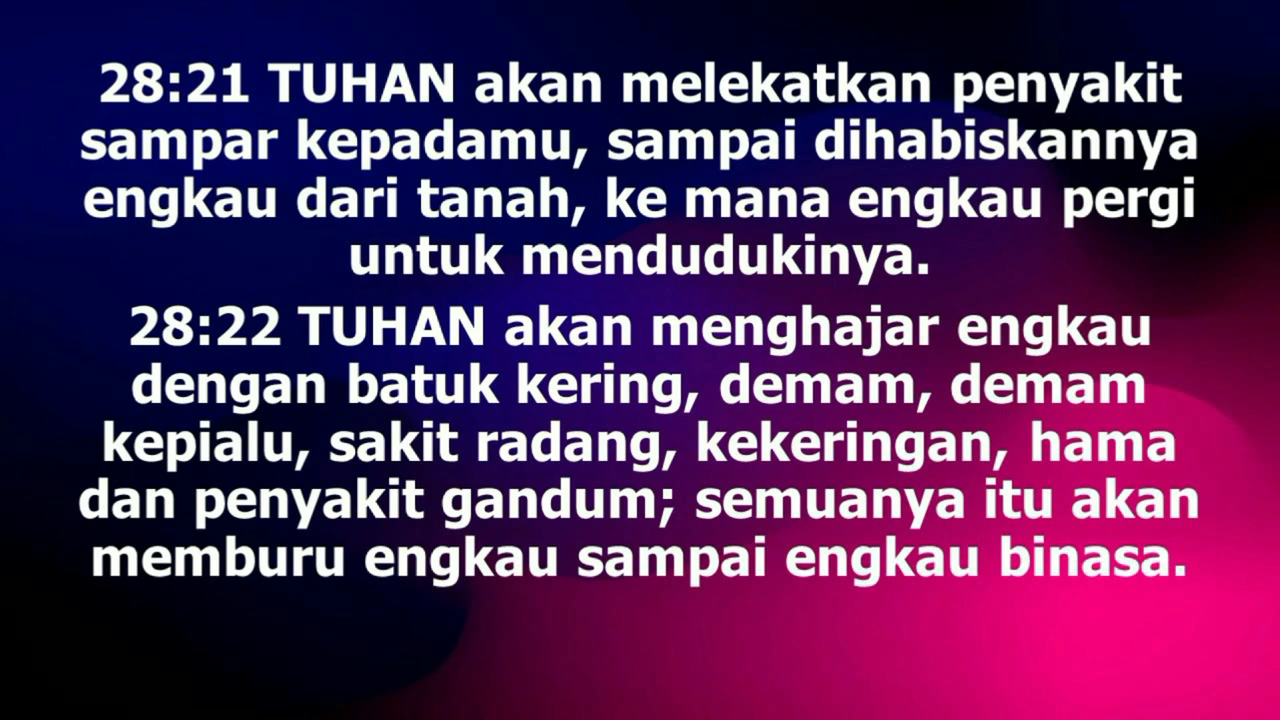 28:21 TUHAN akan melekatkan penyakit
sampar kepadamu, sampai dihabiskannya
engkau dari tanah, ke mana engkau pergi
untuk mendudukinya.
28:22 TUHAN akan menghajar engkau
dengan batuk kering, demam, demam
kepialu, sakit radang, kekeringan, hama
dan penyakit gandum; semuanya itu akan
memburu engkau sampai engkau binasa.